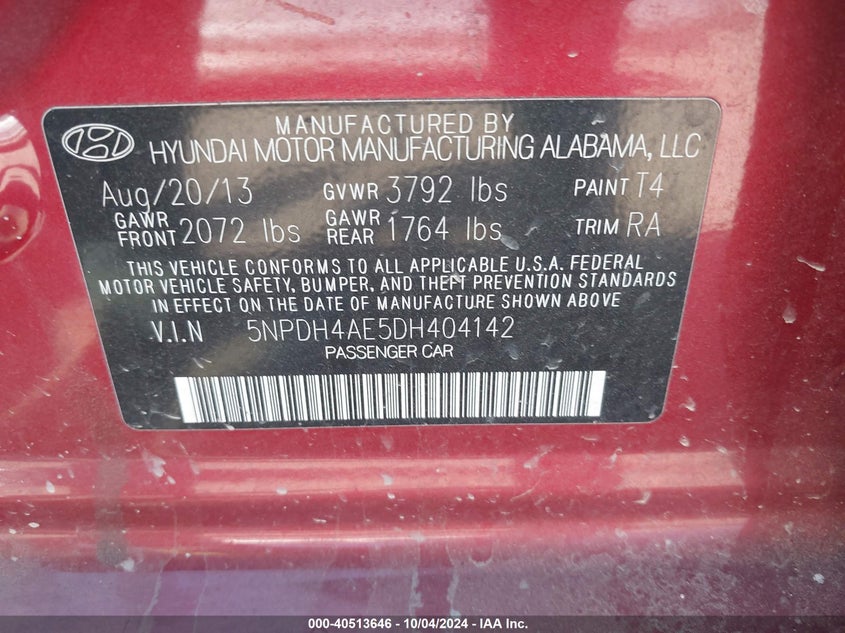 MANUFACTURED BY
HYUNDAI MOTOR MANUFACTURING ALABAMA, LLC
Aug/20/13 GVWR 3792 lbs PAINT T4
GAWR FRONT 2072 lbs GAWR REAR 1764 lbs TRIM RA
THIS VEHICLE CONFORMS TO ALL APPLICABLE U.S.A. FEDERAL
MOTOR VEHICLE SAFETY, BUMPER, AND THEFT PREVENTION STANDARDS
IN EFFECT ON THE DATE OF MANUFACTURE SHOWN ABOVE
V.I.N 5NPDH4AE5DH404142
PASSENGER CAR
000-40513646 - 10/04/2024 - IAA Inc.